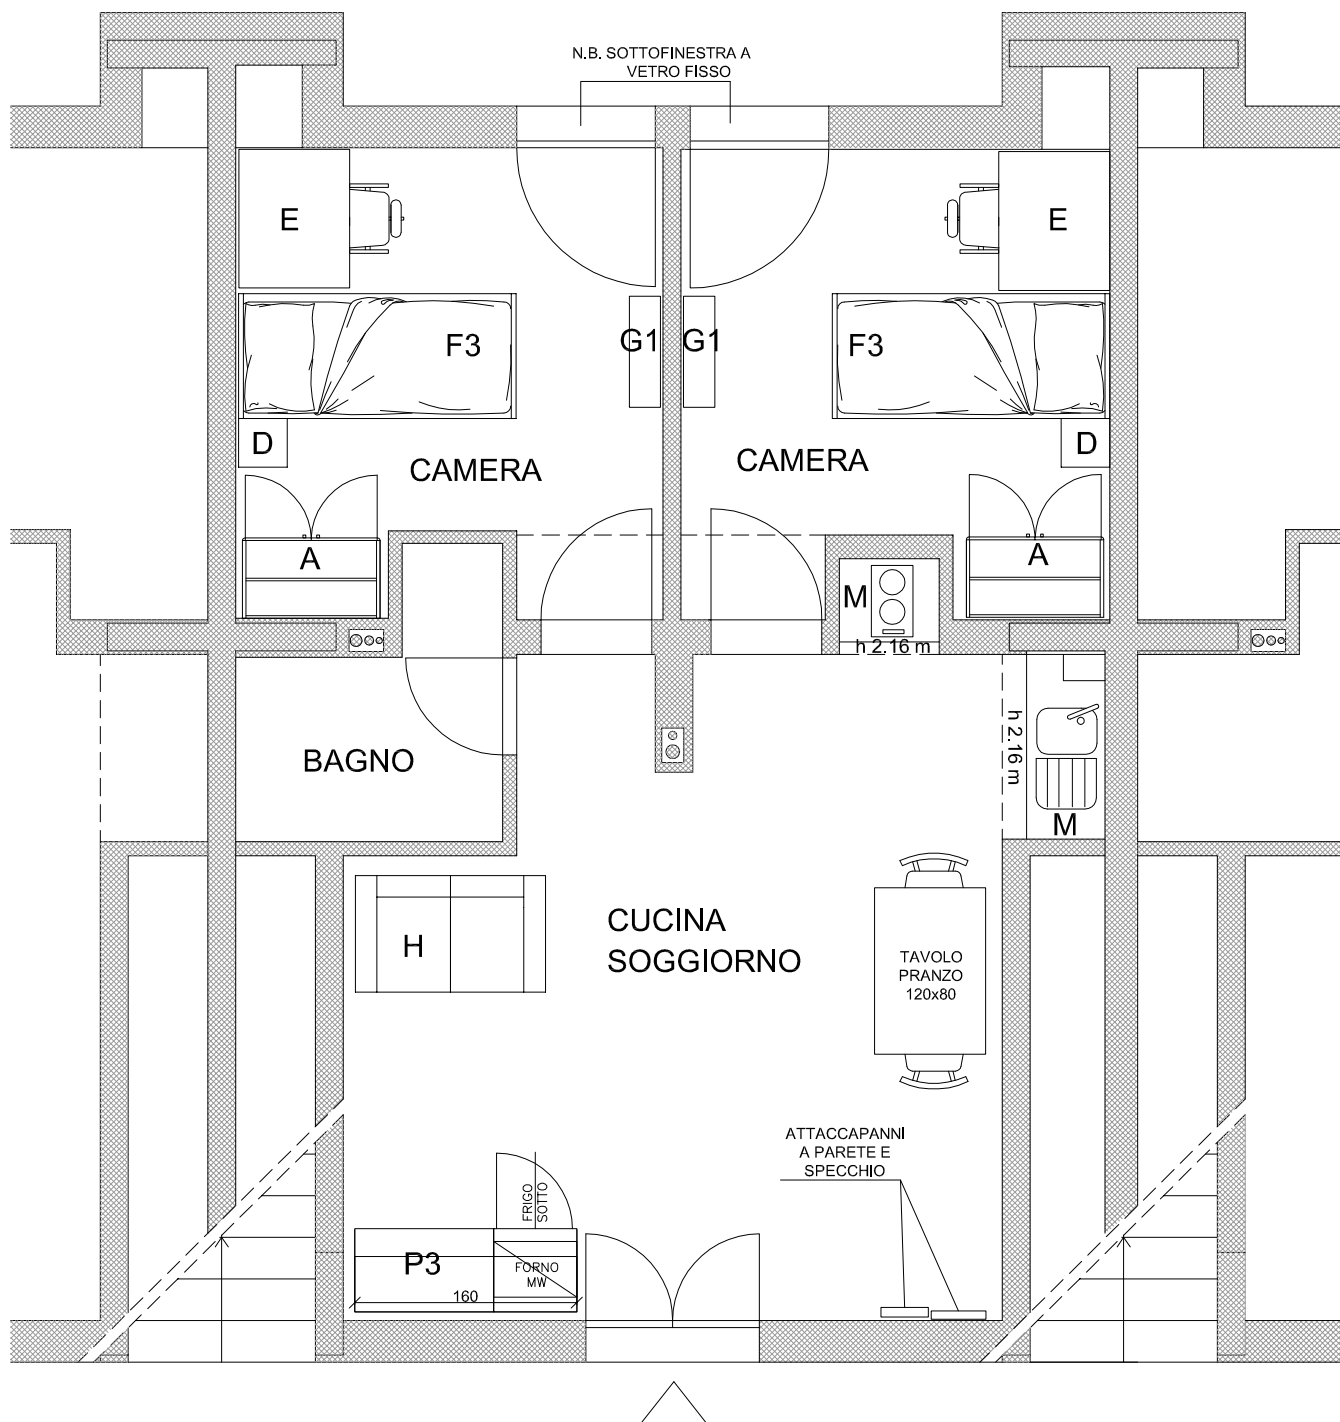 N.B. SOTTOFINESTRA A
VETRO FISSO
E
E
F3
G1
G1
F3
D
D
CAMERA
CAMERA
A
A
M
h 2.16 m
h 2.16 m
BAGNO
M
H
CUCINA
SOGGIORNO
TAVOLO
PRANZO
120x80
ATTACCAPANNI
A PARETE E
SPECCHIO
FRIGO
SOTTO
P3
FORNO
MW
160